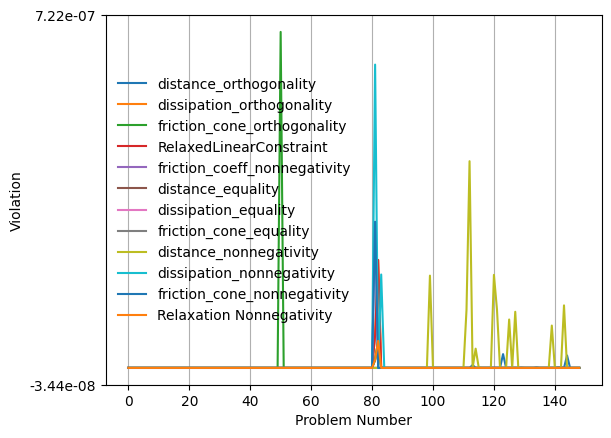 7.22e-07
distance_orthogonality
dissipation_orthogonality
friction_cone_orthogonality
RelaxedLinearConstraint
friction_coeff_nonnegativity
distance_equality
dissipation_equality
friction_cone_equality
distance_nonnegativity
dissipation_nonnegativity
friction_cone_nonnegativity
Relaxation Nonnegativity
Violation
-3.44e-08
0 20 40 60 80 100 120 140
Problem Number